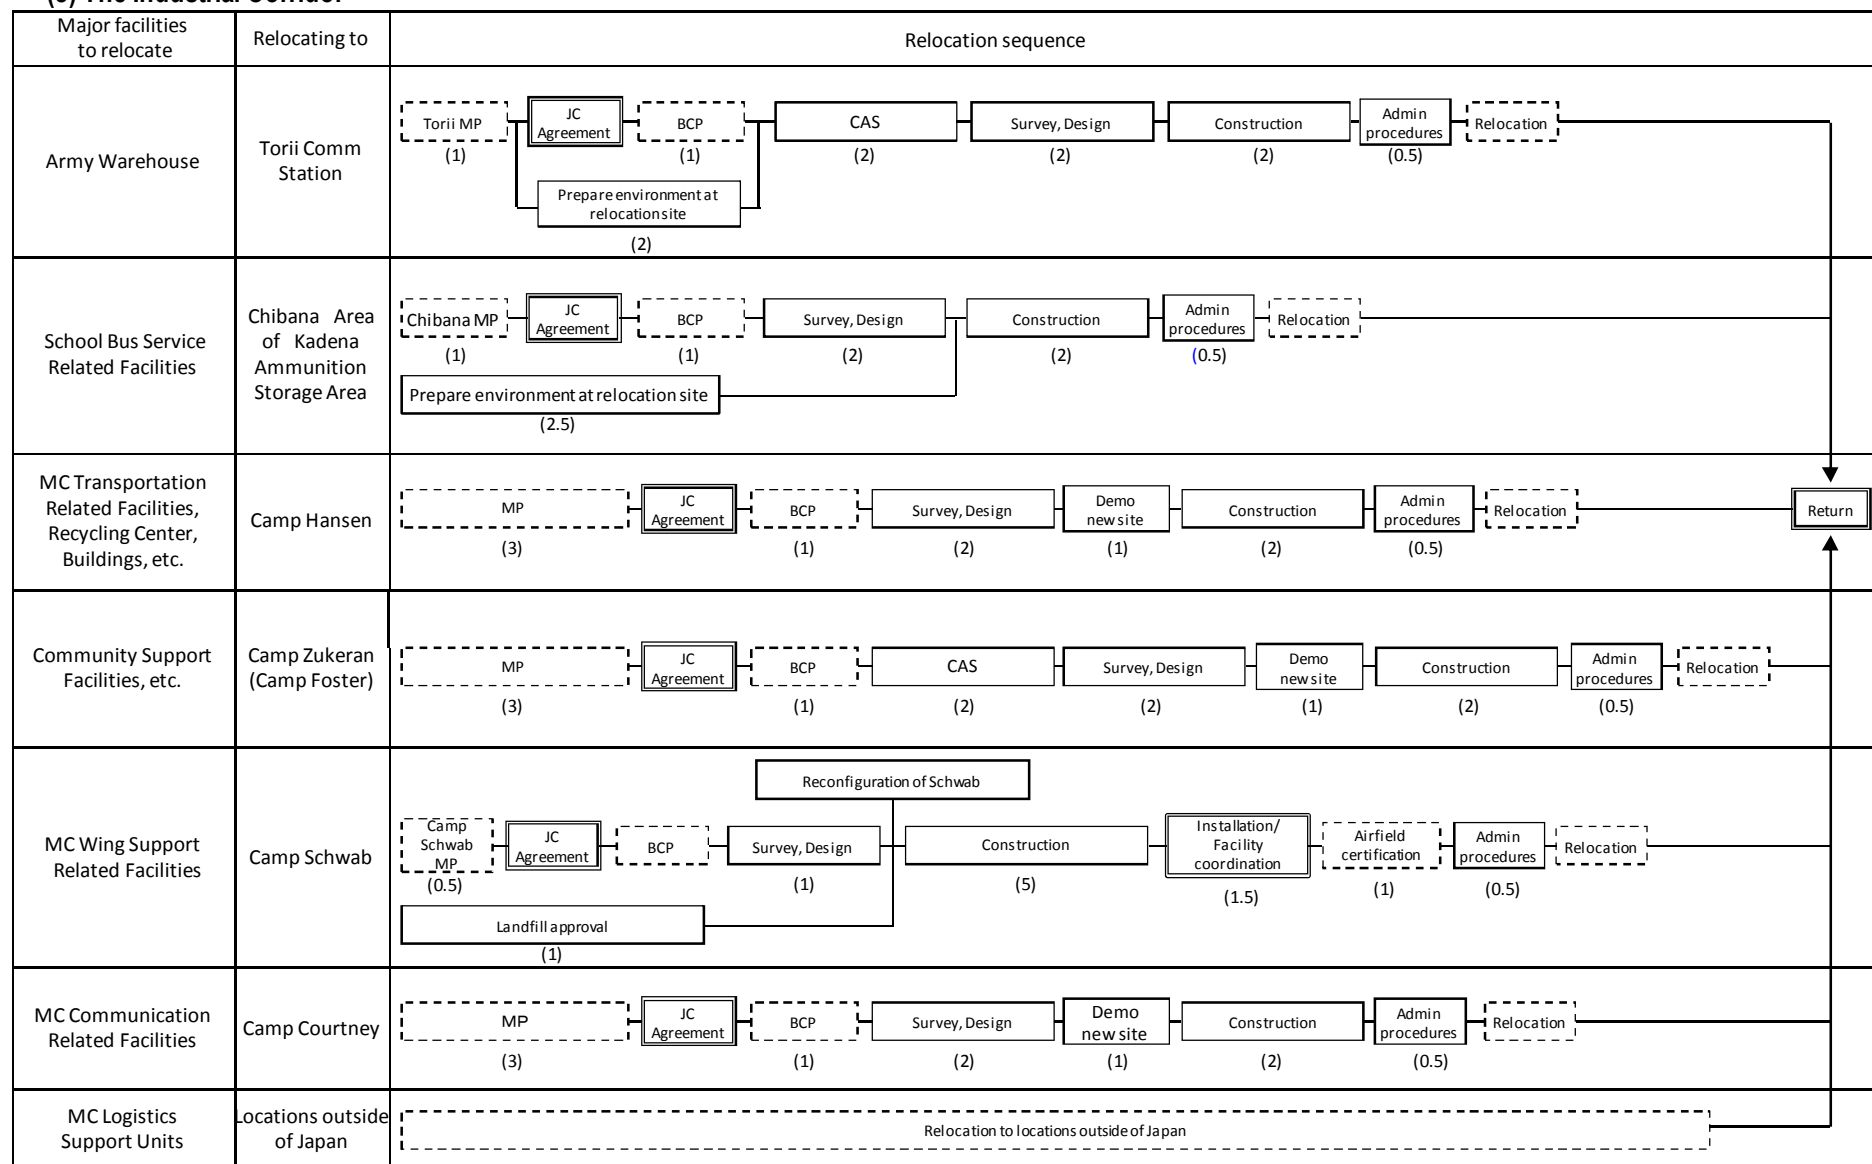 (6) The Industrial Corridor
Major facilities
to relocate
Relocating to
Relocation sequence
Army Warehouse
Torii Comm
Station
Torii MP
(1)
JC
Agreement
BCP
(1)
CAS
(2)
Survey, Design
(2)
Construction
(2)
Admin
procedures
(0.5)
Relocation
Prepare environment at
relocation site
(2)
School Bus Service
Related Facilities
Chibana Area
of Kadena
Ammunition
Storage Area
Chibana MP
(1)
JC
Agreement
BCP
(1)
Survey, Design
(2)
Construction
(2)
Admin
procedures
(0.5)
Relocation
Prepare environment at relocation site
(2.5)
MC Transportation
Related Facilities,
Recycling Center,
Buildings, etc.
Camp Hansen
MP
(3)
JC
Agreement
BCP
(1)
Survey, Design
(2)
Demo
new site
(1)
Construction
(2)
Admin
procedures
(0.5)
Relocation
Return
Community Support
Facilities, etc.
Camp Zukeran
(Camp Foster)
MP
(3)
JC
Agreement
BCP
(1)
CAS
(2)
Survey, Design
(2)
Demo
new site
(1)
Construction
(2)
Admin
procedures
(0.5)
Relocation
MC Wing Support
Related Facilities
Camp Schwab
Reconfiguration of Schwab
Camp
Schwab
MP
(0.5)
JC
Agreement
BCP
Survey, Design
(1)
Construction
(5)
Installation/
Facility
coordination
(1.5)
Airfield
certification
(1)
Admin
procedures
(0.5)
Relocation
Landfill approval
(1)
MC Communication
Related Facilities
Camp Courtney
MP
(3)
JC
Agreement
BCP
(1)
Survey, Design
(2)
Demo
new site
(1)
Construction
(2)
Admin
procedures
(0.5)
Relocation
MC Logistics
Support Units
Locations outside
of Japan
Relocation to locations outside of Japan